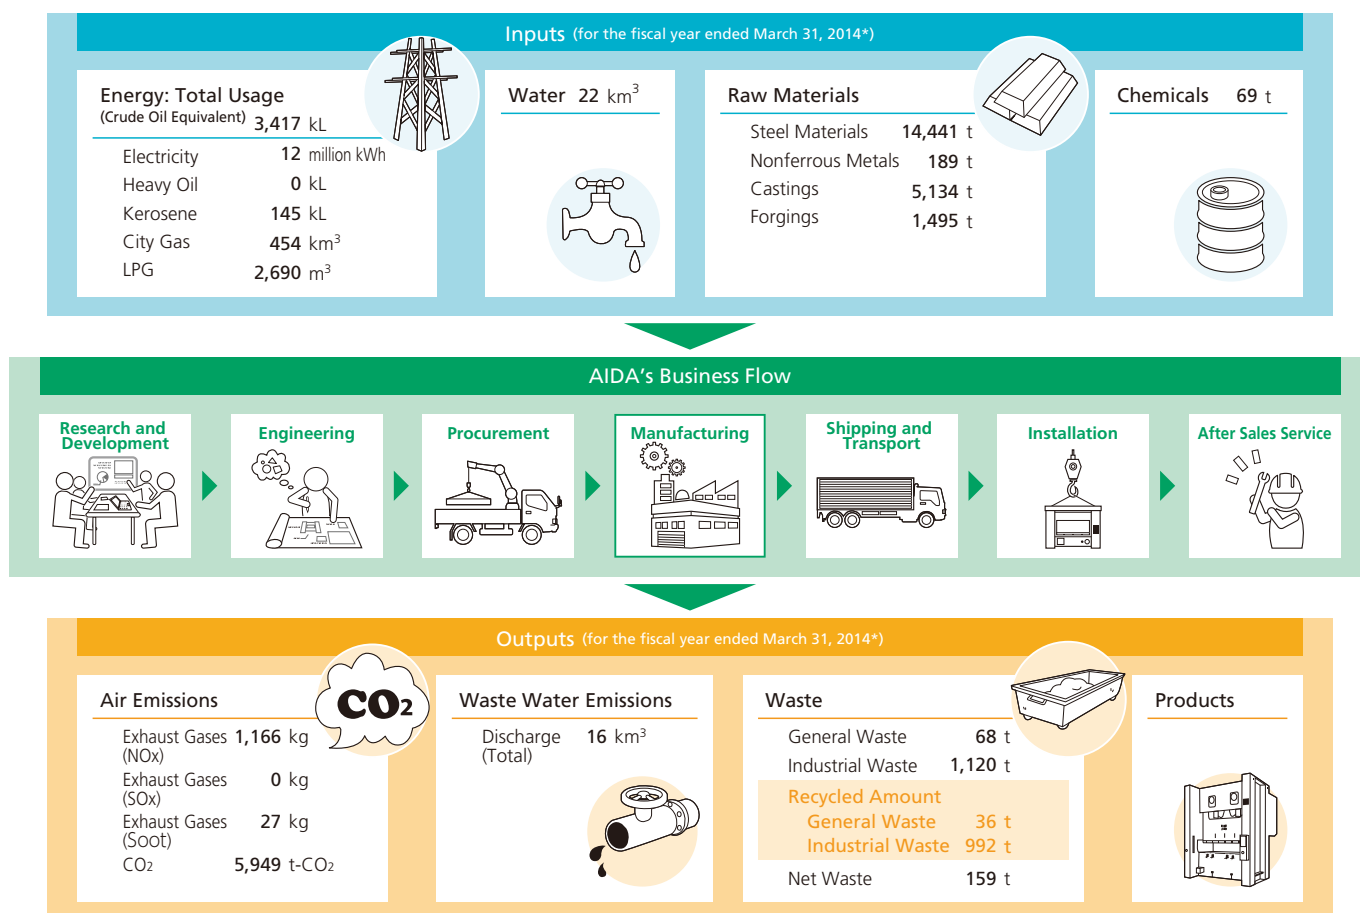 Inputs (for the fiscal year ended March 31, 2014*)
Energy: Total Usage
(Crude Oil Equivalent) 3,417 kL
Electricity 12 million kWh
Heavy Oil 0 kL
Kerosene 145 kL
City Gas 454 km³
LPG 2,690 m³
Water 22 km³
Raw Materials
Steel Materials 14,441 t
Nonferrous Metals 189 t
Castings 5,134 t
Forgings 1,495 t
Chemicals 69 t
AIDA's Business Flow
Research and
Development
Engineering
Procurement
Manufacturing
Shipping and
Transport
Installation
After Sales Service
Outputs (for the fiscal year ended March 31, 2014*)
Air Emissions
CO₂
Exhaust Gases 1,166 kg
(NOx)
Exhaust Gases 0 kg
(SOx)
Exhaust Gases 27 kg
(Soot)
CO₂ 5,949 t-CO₂
Waste Water Emissions
Discharge 16 km³
(Total)
Waste
General Waste 68 t
Industrial Waste 1,120 t
Recycled Amount
General Waste 36 t
Industrial Waste 992 t
Net Waste 159 t
Products